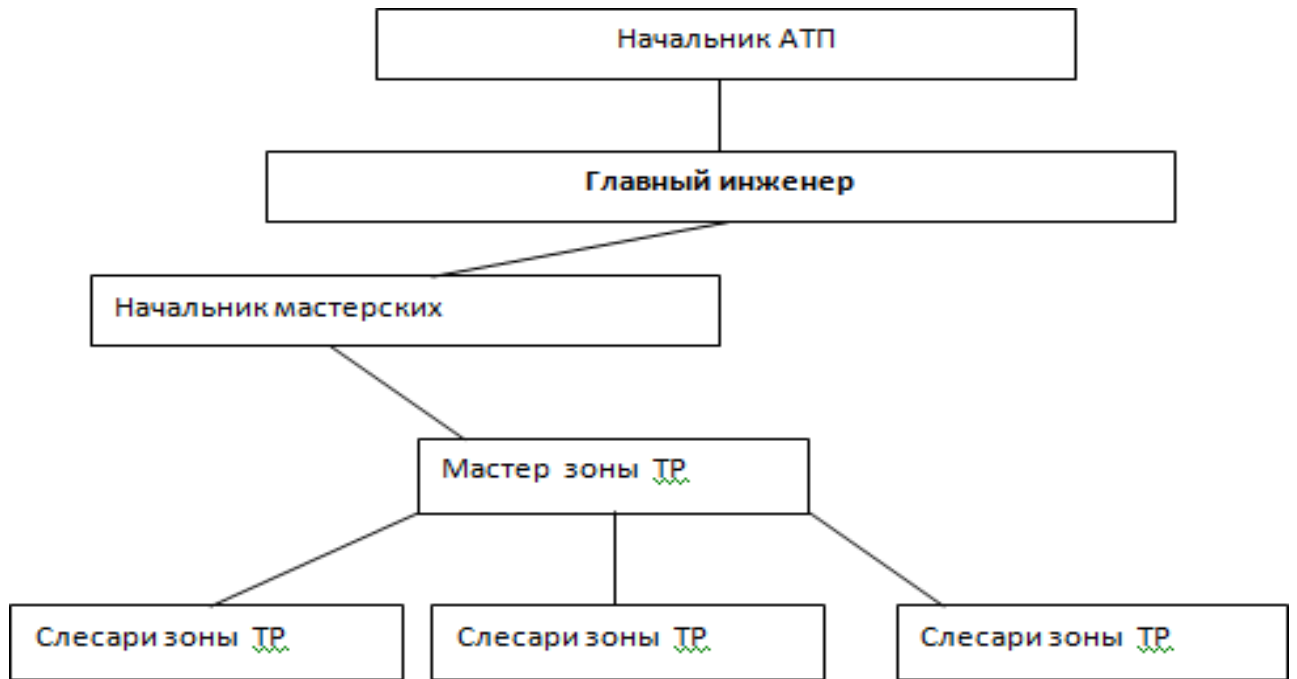 Начальник АТП
Главный инженер
Начальник мастерских
Мастер зоны ТР
Слесари зоны ТР
Слесари зоны ТР
Слесари зоны ТР